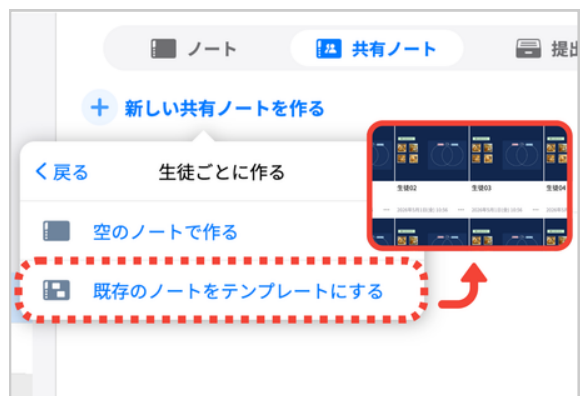 ノート
共有ノート
提出
新しい共有ノートを作る
戻る
生徒ごとに作る
空のノートで作る
既存のノートをテンプレートにする
生徒02
生徒03
生徒04